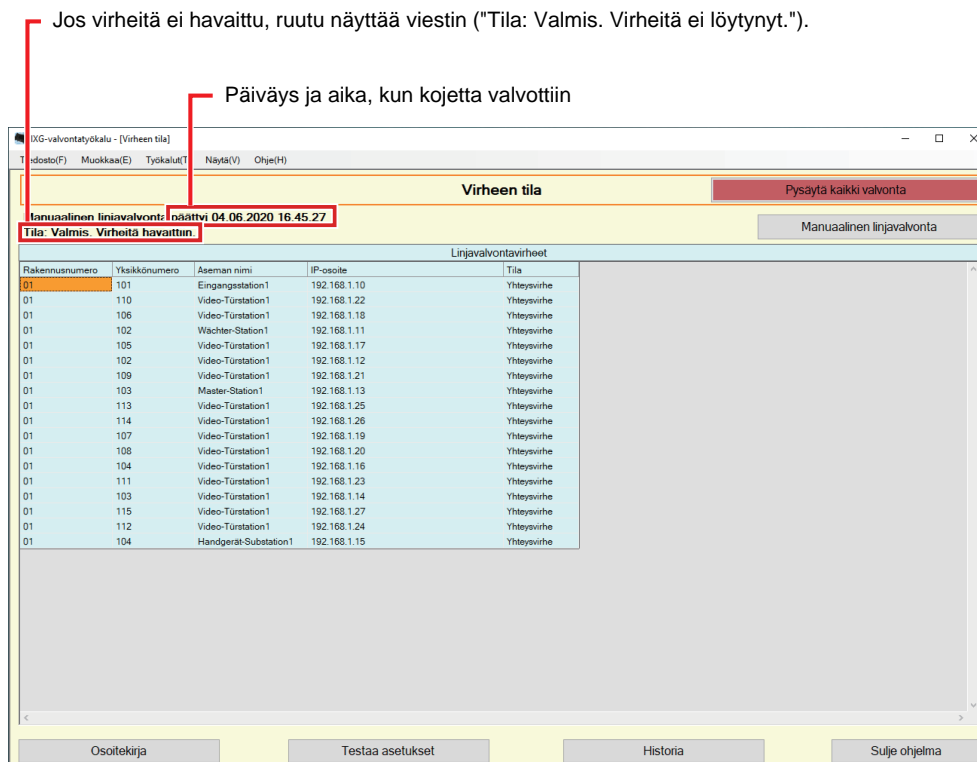 Jos virheitä ei havaittu, ruutu näyttää viestin ("Tila: Valmis. Virheitä ei löytynyt.").
Päiväys ja aika, kun kojetta valvottiin
IXG-valvontatyökalu - [Virheen tila]
Tiedosto(F) Muokkaa(E) Työkalut(T) Näytä(V) Ohje(H)
Virheen tila
Pysäytä kaikki valvonta
Manuaalinen linjavalvonta päättyi 04.06.2020 16.45.27
Tila: Valmis. Virheitä havaittiin.
Manuaalinen linjavalvonta
Linjavalvontavirheet
Rakennusnumero Yksikkönumero Aseman nimi IP-osoite Tila
01 101 Eingangsstation1 192.168.1.10 Yhteysvirhe
01 110 Video-Türstation1 192.168.1.22 Yhteysvirhe
01 106 Video-Türstation1 192.168.1.18 Yhteysvirhe
01 102 Wächter-Station1 192.168.1.11 Yhteysvirhe
01 105 Video-Türstation1 192.168.1.17 Yhteysvirhe
01 102 Video-Türstation1 192.168.1.12 Yhteysvirhe
01 109 Video-Türstation1 192.168.1.21 Yhteysvirhe
01 103 Master-Station1 192.168.1.13 Yhteysvirhe
01 113 Video-Türstation1 192.168.1.25 Yhteysvirhe
01 114 Video-Türstation1 192.168.1.26 Yhteysvirhe
01 107 Video-Türstation1 192.168.1.19 Yhteysvirhe
01 108 Video-Türstation1 192.168.1.20 Yhteysvirhe
01 104 Video-Türstation1 192.168.1.16 Yhteysvirhe
01 111 Video-Türstation1 192.168.1.23 Yhteysvirhe
01 103 Video-Türstation1 192.168.1.14 Yhteysvirhe
01 115 Video-Türstation1 192.168.1.27 Yhteysvirhe
01 112 Video-Türstation1 192.168.1.24 Yhteysvirhe
01 104 Handgerät-Substation1 192.168.1.15 Yhteysvirhe
Osoitekirja Testaa asetukset Historia Sulje ohjelma